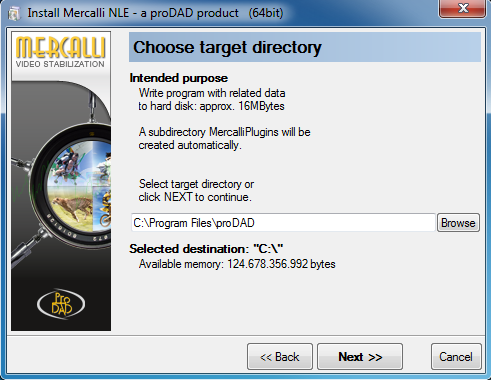 Install Mercalli NLE - a proDAD product (64bit)
MERCALLI
VIDEO STABILIZATION
Choose target directory
Intended purpose
Write program with related data
to hard disk: approx. 16MBytes
A subdirectory MercalliPlugins will be
created automatically.
Select target directory or
click NEXT to continue.
C:\Program Files\proDAD
Browse
Selected destination: "C:\"
Available memory: 124.678.356.992 bytes
PRO
DAD
<< Back
Next >>
Cancel